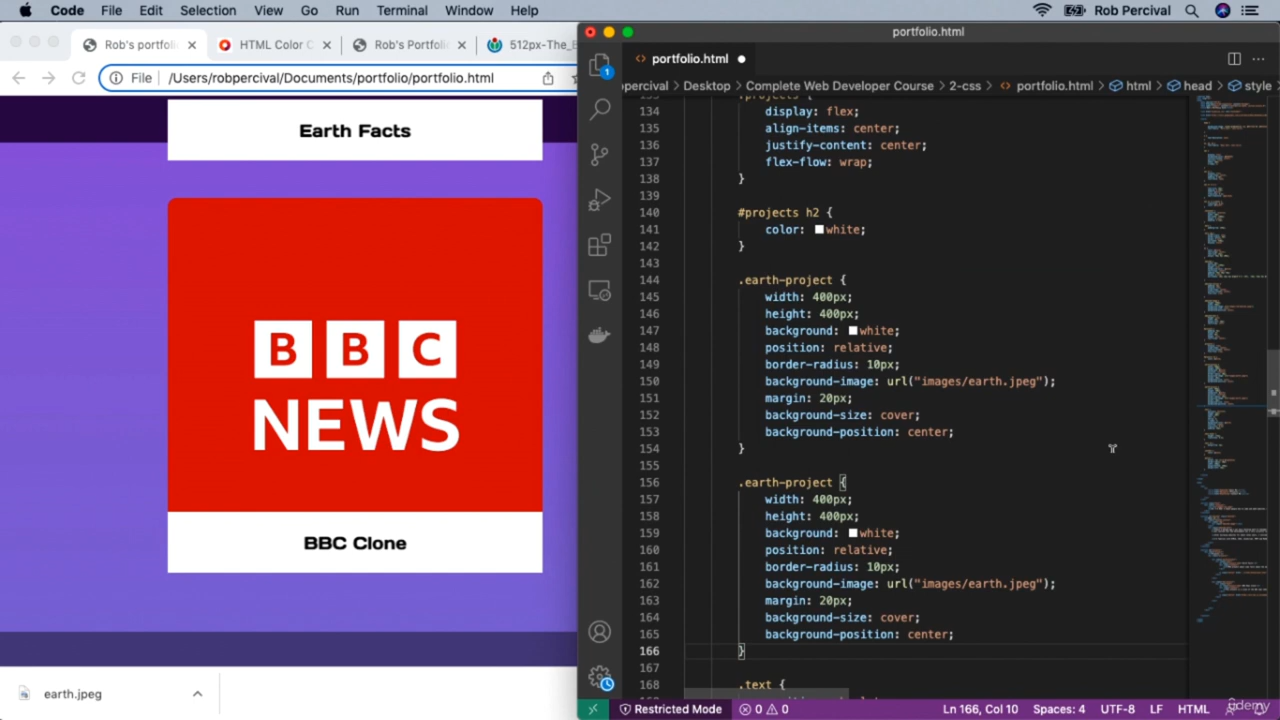 Code File Edit Selection View Go Run Terminal Window Help Rob Percival
Rob's portfoli HTML Color C Rob's Portfoli 512px-The_E
portfolio.html
portfolio.html
File /Users/robpercival/Documents/portfolio/portfolio.html
percival Desktop Complete Web Developer Course 2-css portfolio.html html head style
Earth Facts
BBC
NEWS
BBC Clone
133 .projects {
134 display: flex;
135 align-items: center;
136 justify-content: center;
137 flex-flow: wrap;
138 }
139
140 #projects h2 {
141 color: white;
142 }
143
144 .earth-project {
145 width: 400px;
146 height: 400px;
147 background: white;
148 position: relative;
149 border-radius: 10px;
150 background-image: url("images/earth.jpeg");
151 margin: 20px;
152 background-size: cover;
153 background-position: center;
154 }
155
156 .earth-project {
157 width: 400px;
158 height: 400px;
159 background: white;
160 position: relative;
161 border-radius: 10px;
162 background-image: url("images/earth.jpeg");
163 margin: 20px;
164 background-size: cover;
165 background-position: center;
166 }
167
168 .text {
earth.jpeg
Restricted Mode 0 0 Ln 166, Col 10 Spaces: 4 UTF-8 LF HTML
ûdemy